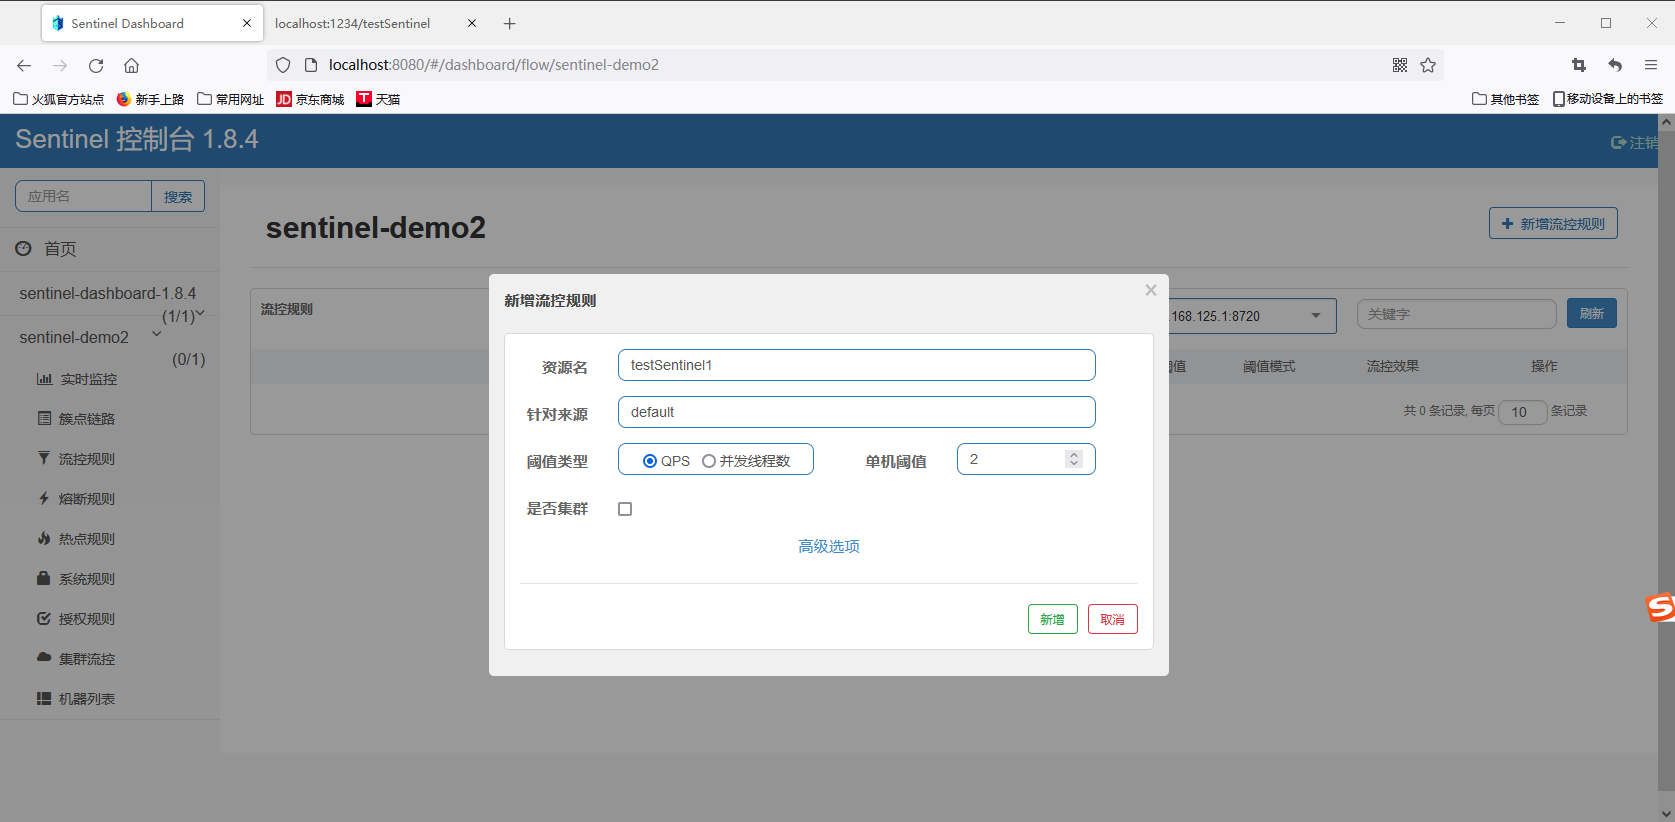 Sentinel Dashboard
localhost:1234/testSentinel
localhost:8080/#/dashboard/flow/sentinel-demo2
火狐官方站点 新手上路 常用网址 JD 京东商城 T 天猫 其他书签 移动设备上的书签
Sentinel 控制台 1.8.4
注销
应用名 搜索
首页
sentinel-dashboard-1.8.4
(1/1)
sentinel-demo2
(0/1)
实时监控
簇点链路
流控规则
熔断规则
热点规则
系统规则
授权规则
集群流控
机器列表
sentinel-demo2
新增流控规则
流控规则
.168.125.1:8720 关键字 刷新
值 阈值模式 流控效果 操作
共 0 条记录, 每页 10 条记录
新增流控规则
资源名 testSentinel1
针对来源 default
阈值类型 QPS 并发线程数 单机阈值 2
是否集群
高级选项
新增 取消